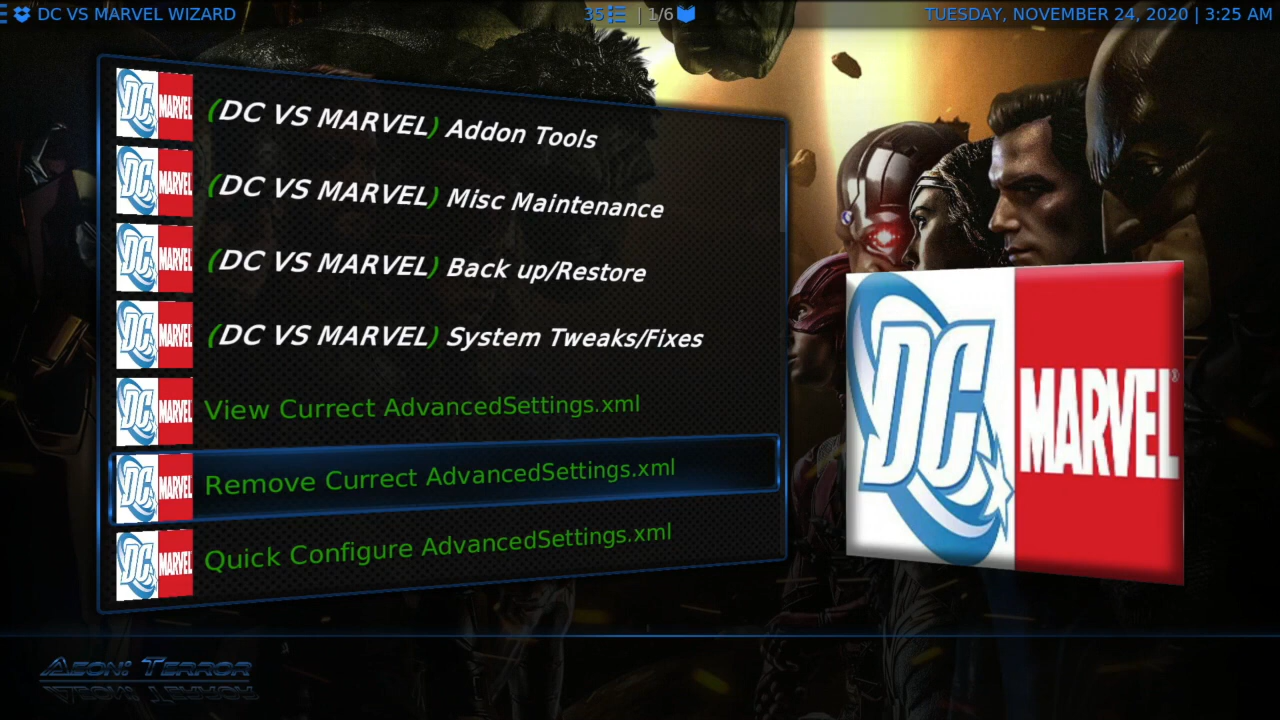 DC VS MARVEL WIZARD
35 | 1/6
TUESDAY, NOVEMBER 24, 2020 | 3:25 AM
DC MARVEL (DC VS MARVEL) Addon Tools
DC MARVEL (DC VS MARVEL) Misc Maintenance
DC MARVEL (DC VS MARVEL) Back up/Restore
DC MARVEL (DC VS MARVEL) System Tweaks/Fixes
DC MARVEL View Currect AdvancedSettings.xml
DC MARVEL Remove Currect AdvancedSettings.xml
DC MARVEL Quick Configure AdvancedSettings.xml
DC MARVEL®
AEON: TERROR